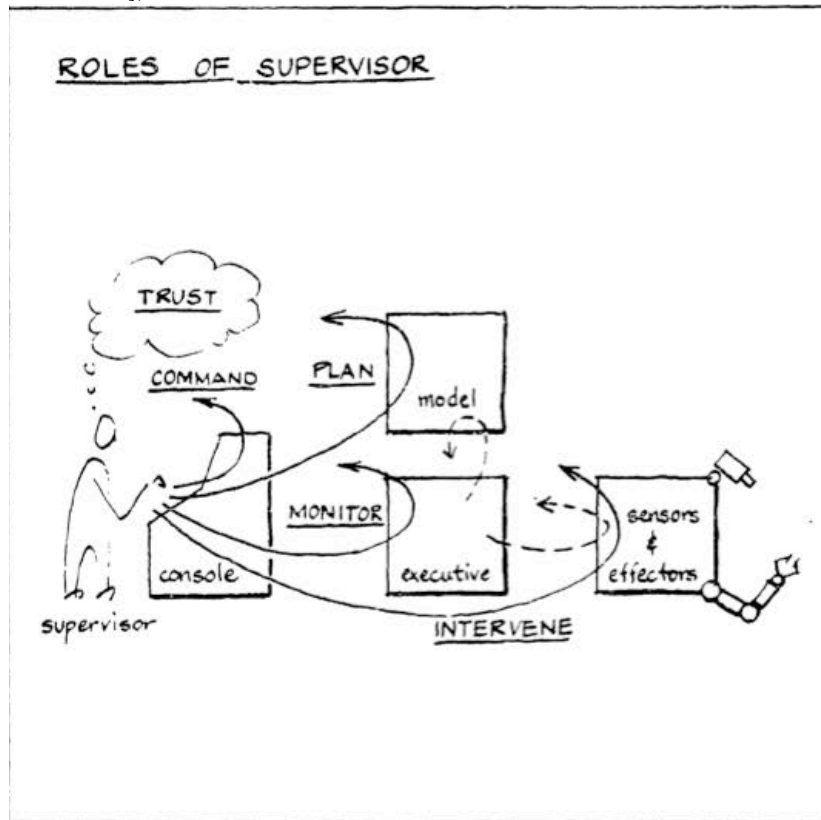 ROLES OF SUPERVISOR
TRUST
COMMAND
PLAN
model
MONITOR
console
executive
sensors
&
effectors
supervisor
INTERVENE